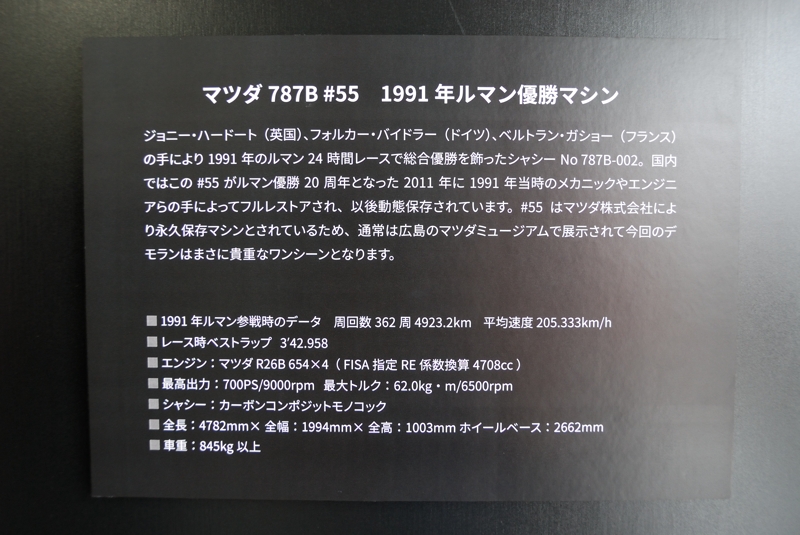 マツダ 787B #55　1991 年ルマン優勝マシン
ジョニー・ハードート（英国）、フォルカー・バイドラー（ドイツ）、ベルトラン・ガショー（フランス）
の手により 1991 年のルマン 24 時間レースで総合優勝を飾ったシャシー No 787B-002。国内
ではこの #55 がルマン優勝 20 周年となった 2011 年に 1991 年当時のメカニックやエンジニ
アらの手によってフルレストアされ、以後動態保存されています。#55 はマツダ株式会社によ
り永久保存マシンとされているため、通常は広島のマツダミュージアムで展示されて今回のデ
モランはまさに貴重なワンシーンとなります。
■1991 年ルマン参戦時のデータ　周回数 362 周 4923.2km　平均速度 205.333km/h
■レース時ベストラップ　3'42.958
■エンジン：マツダ R26B 654×4（ FISA 指定 RE 係数換算 4708cc ）
■最高出力：700PS/9000rpm　最大トルク：62.0kg・m/6500rpm
■シャシー：カーボンコンポジットモノコック
■全長：4782mm× 全幅：1994mm× 全高：1003mm ホイールベース：2662mm
■車重：845kg 以上